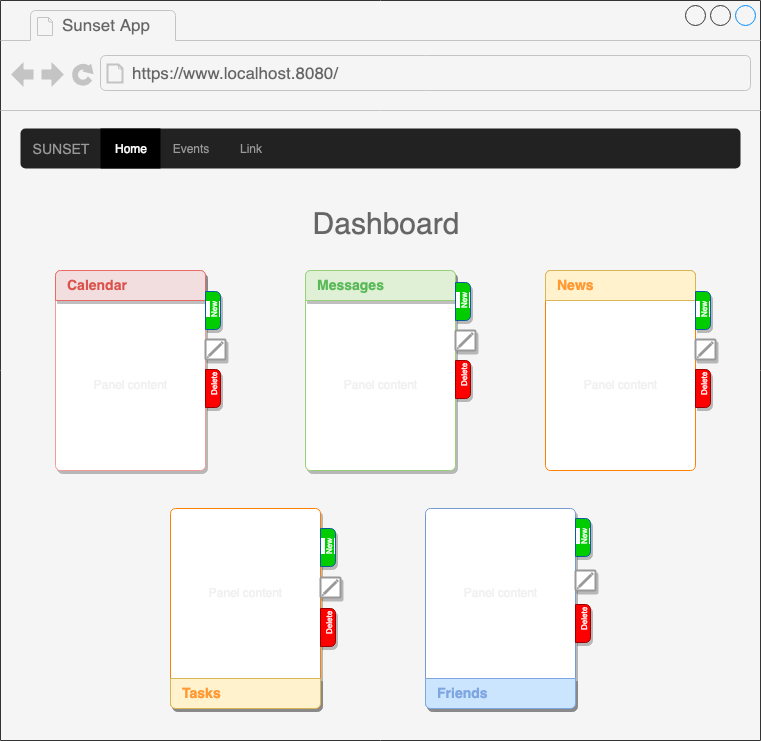 Sunset App
https://www.localhost.8080/
SUNSET Home Events Link
Dashboard
Calendar Messages News
New New New
Panel content Panel content Panel content
Delete Delete Delete
New New
Panel content Panel content
Delete Delete
Tasks Friends